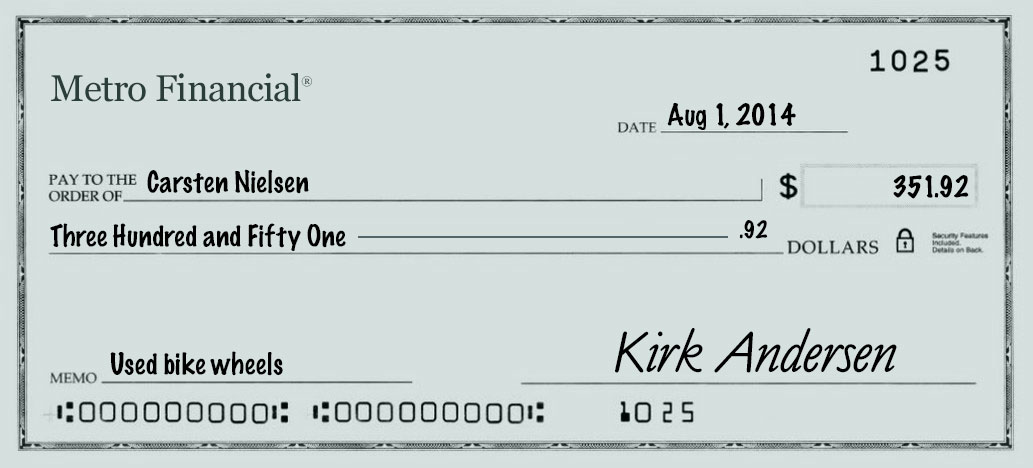 1025
Metro Financial®
DATE Aug 1, 2014
PAY TO THE
ORDER OF Carsten Nielsen $ 351.92
Three Hundred and Fifty One .92 DOLLARS
Security Features
Included.
Details on Back.
Kirk Andersen
MEMO Used bike wheels
⑆000000000⑆ ⑆000000000⑆ 1025